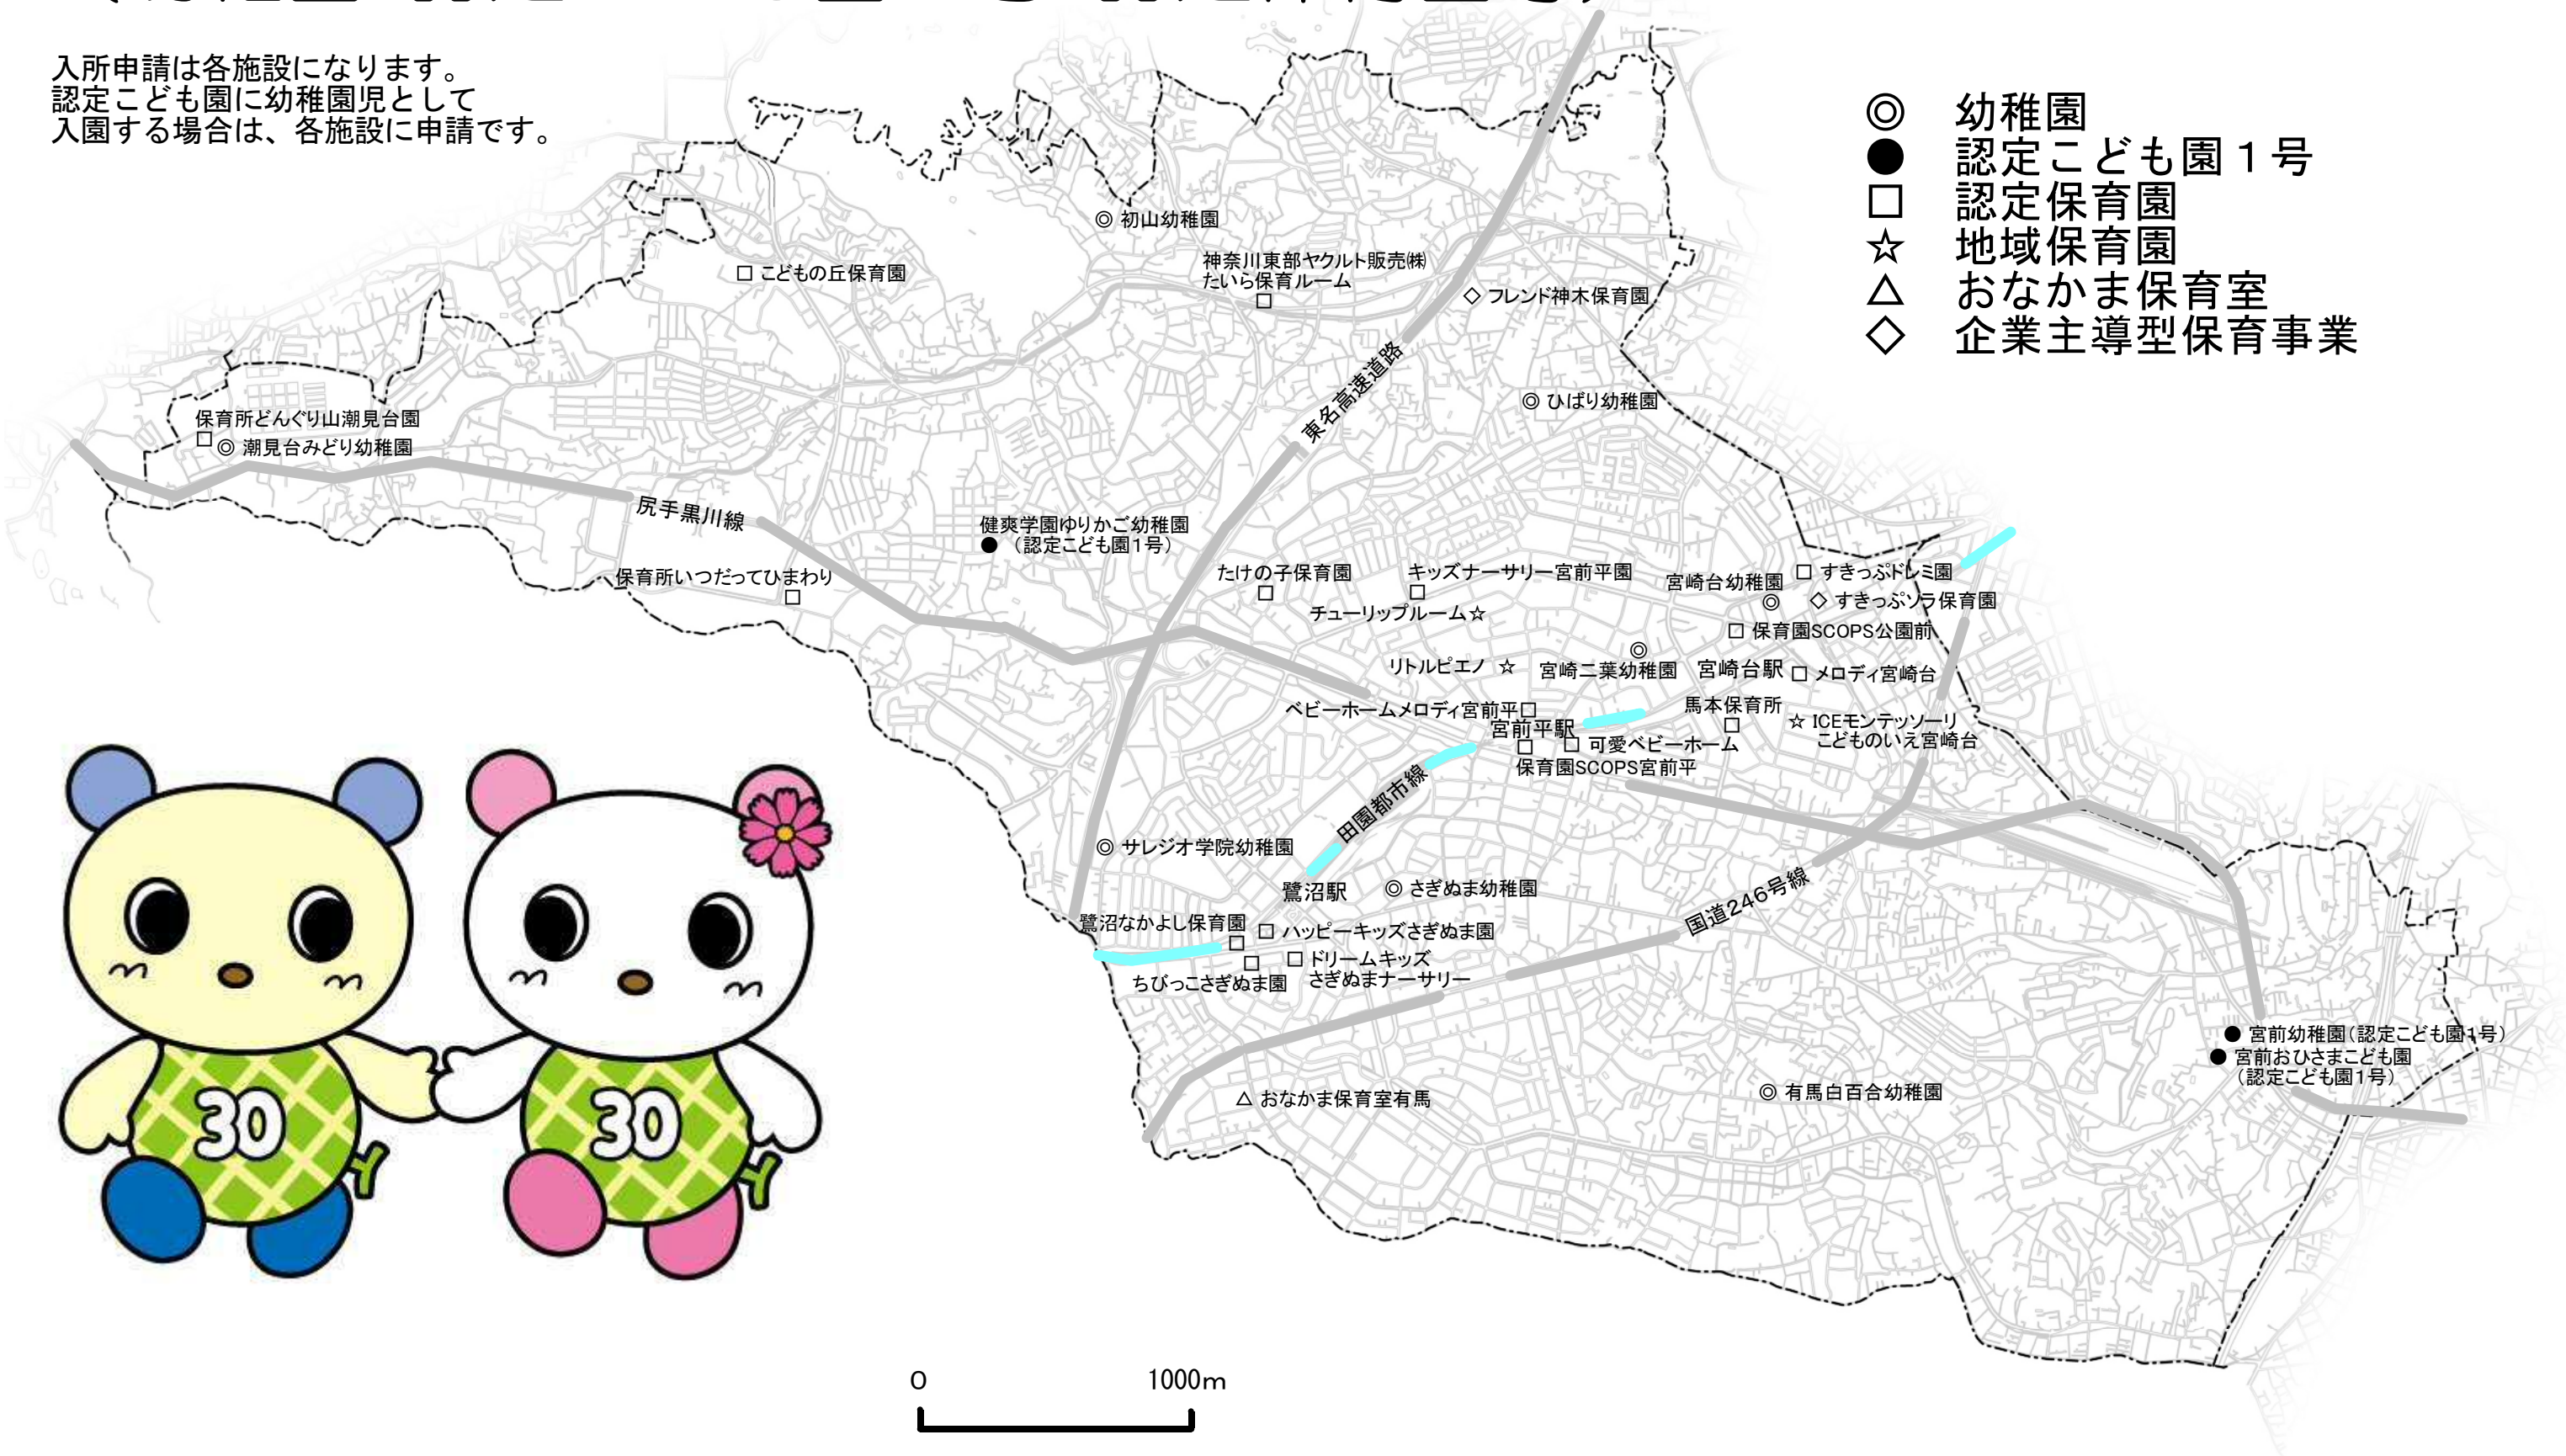 入所申請は各施設になります。
認定こども園に幼稚園児として
入園する場合は、各施設に申請です。
◎ 幼稚園
● 認定こども園1号
□ 認定保育園
☆ 地域保育園
△ おなかま保育室
◇ 企業主導型保育事業
◎ 初山幼稚園
□ こどもの丘保育園
神奈川東部ヤクルト販売㈱
たいら保育ルーム
□
◇ フレンド神木保育園
東名高速道路
◎ ひばり幼稚園
保育所どんぐり山潮見台園
□
◎ 潮見台みどり幼稚園
尻手黒川線
健爽学園ゆりかご幼稚園
● (認定こども園1号)
保育所いつだってひまわり
□
たけの子保育園
□
キッズナーサリー宮前平園
□
チューリップルーム☆
宮崎台幼稚園
◎
□ すきっぷドレミ園
◇ すきっぷソラ保育園
□ 保育園SCOPS公園前
リトルピエノ ☆
◎
宮崎二葉幼稚園
宮崎台駅
□ メロディ宮崎台
ベビーホームメロディ宮前平□
馬本保育所
□
☆ ICEモンテッソーリ
こどものいえ宮崎台
宮前平駅
□ 可愛ベビーホーム
□
保育園SCOPS宮前平
田園都市線
◎ サレジオ学院幼稚園
鷺沼駅
◎ さぎぬま幼稚園
国道246号線
鷺沼なかよし保育園
□
□ ハッピーキッズさぎぬま園
□
ちびっこさぎぬま園
□ ドリームキッズ
さぎぬまナーサリー
● 宮前幼稚園(認定こども園1号)
● 宮前おひさまこども園
(認定こども園1号)
△ おなかま保育室有馬
◎ 有馬白百合幼稚園
30
30
0 1000m